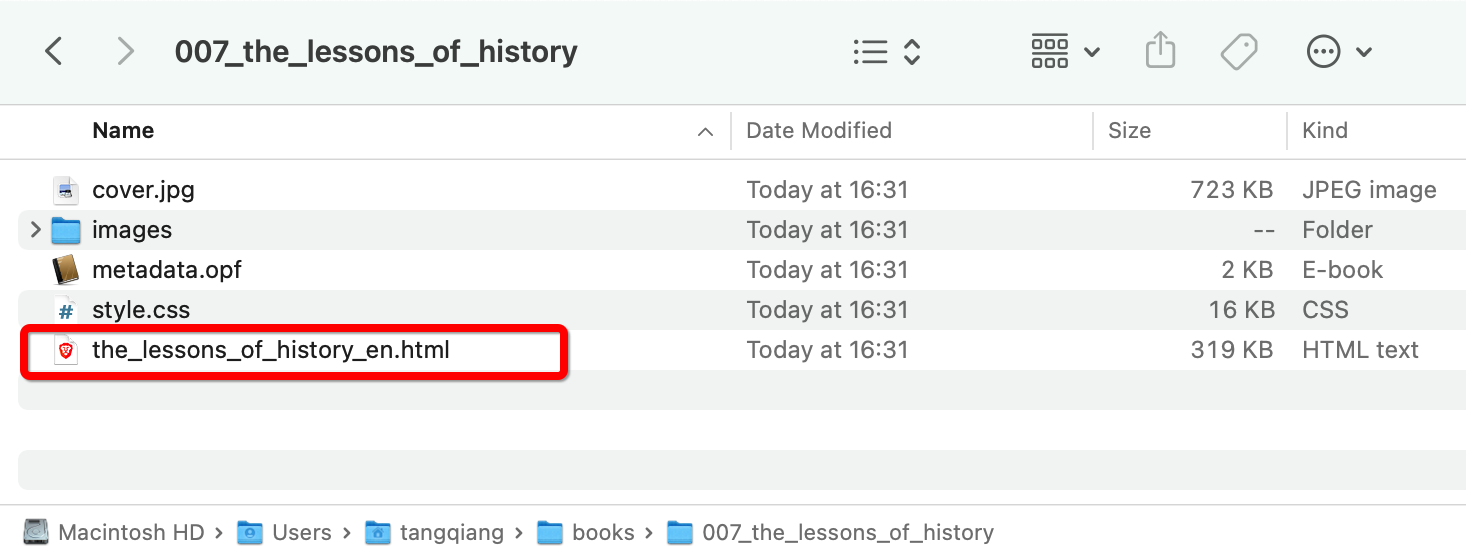 007_the_lessons_of_history
Name Date Modified Size Kind
cover.jpg Today at 16:31 723 KB JPEG image
images Today at 16:31 -- Folder
metadata.opf Today at 16:31 2 KB E-book
style.css Today at 16:31 16 KB CSS
the_lessons_of_history_en.html Today at 16:31 319 KB HTML text
Macintosh HD › Users › tangqiang › books › 007_the_lessons_of_history